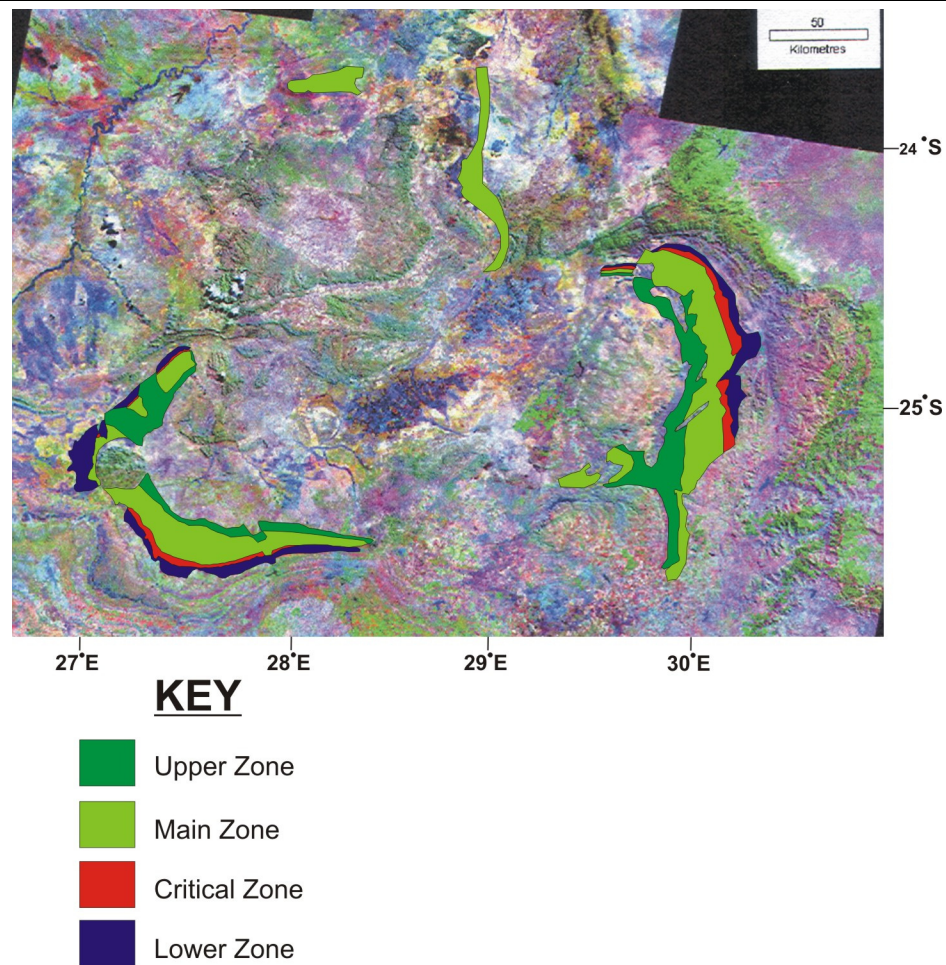 50
Kilometres
24°S
25°S
27°E 28°E 29°E 30°E
KEY
Upper Zone
Main Zone
Critical Zone
Lower Zone